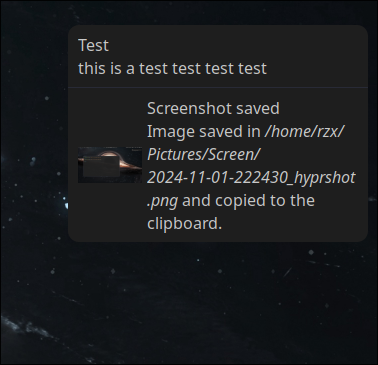 Test
this is a test test test test
Screenshot saved
Image saved in /home/rzx/
Pictures/Screen/
2024-11-01-222430_hyprshot
.png and copied to the
clipboard.